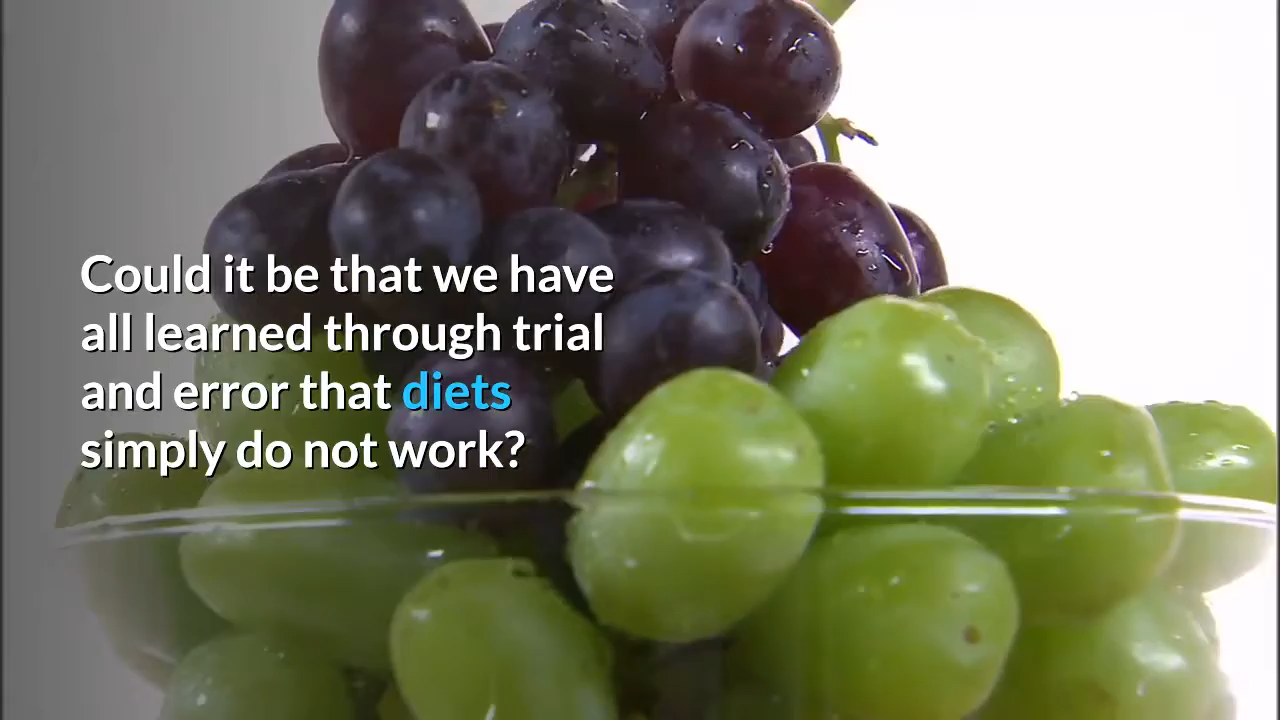 Could it be that we have
all learned through trial
and error that diets
simply do not work?